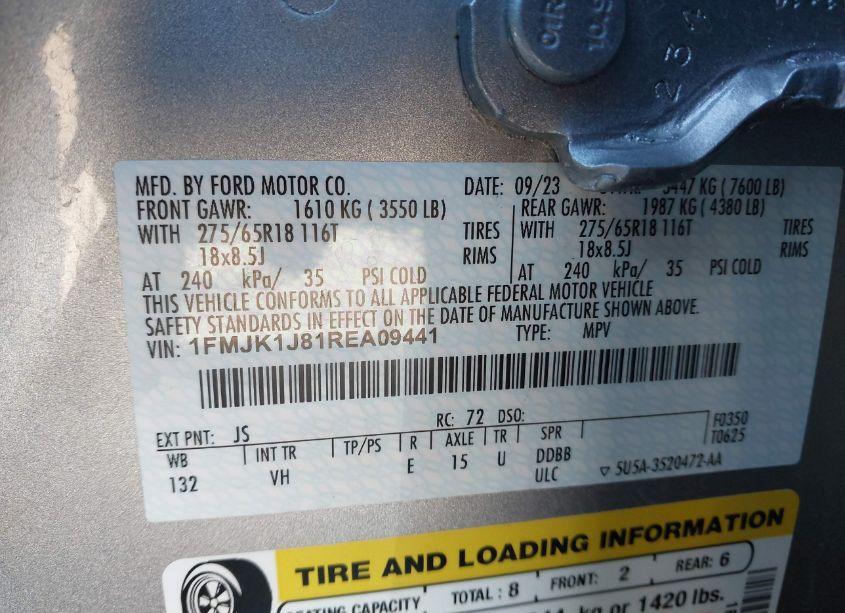 234
MFD. BY FORD MOTOR CO. DATE: 09/23 3447 KG ( 7600 LB)
FRONT GAWR: 1610 KG ( 3550 LB) REAR GAWR: 1987 KG ( 4380 LB)
WITH 275/65R18 116T TIRES WITH 275/65R18 116T TIRES
18x8.5J RIMS 18x8.5J RIMS
AT 240 kPa/ 35 PSI COLD AT 240 kPa/ 35 PSI COLD
THIS VEHICLE CONFORMS TO ALL APPLICABLE FEDERAL MOTOR VEHICLE
SAFETY STANDARDS IN EFFECT ON THE DATE OF MANUFACTURE SHOWN ABOVE.
VIN: 1FMJK1J81REA09441 TYPE: MPV
EXT PNT: JS RC: 72 DSO: F0350
WB INT TR TP/PS R AXLE TR SPR T0625
132 VH E 15 U DDBB
ULC ▽ 5U5A-3520472-AA
TIRE AND LOADING INFORMATION
SEATING CAPACITY TOTAL : 8 FRONT: 2 REAR: 6
kg or 1420 lbs.